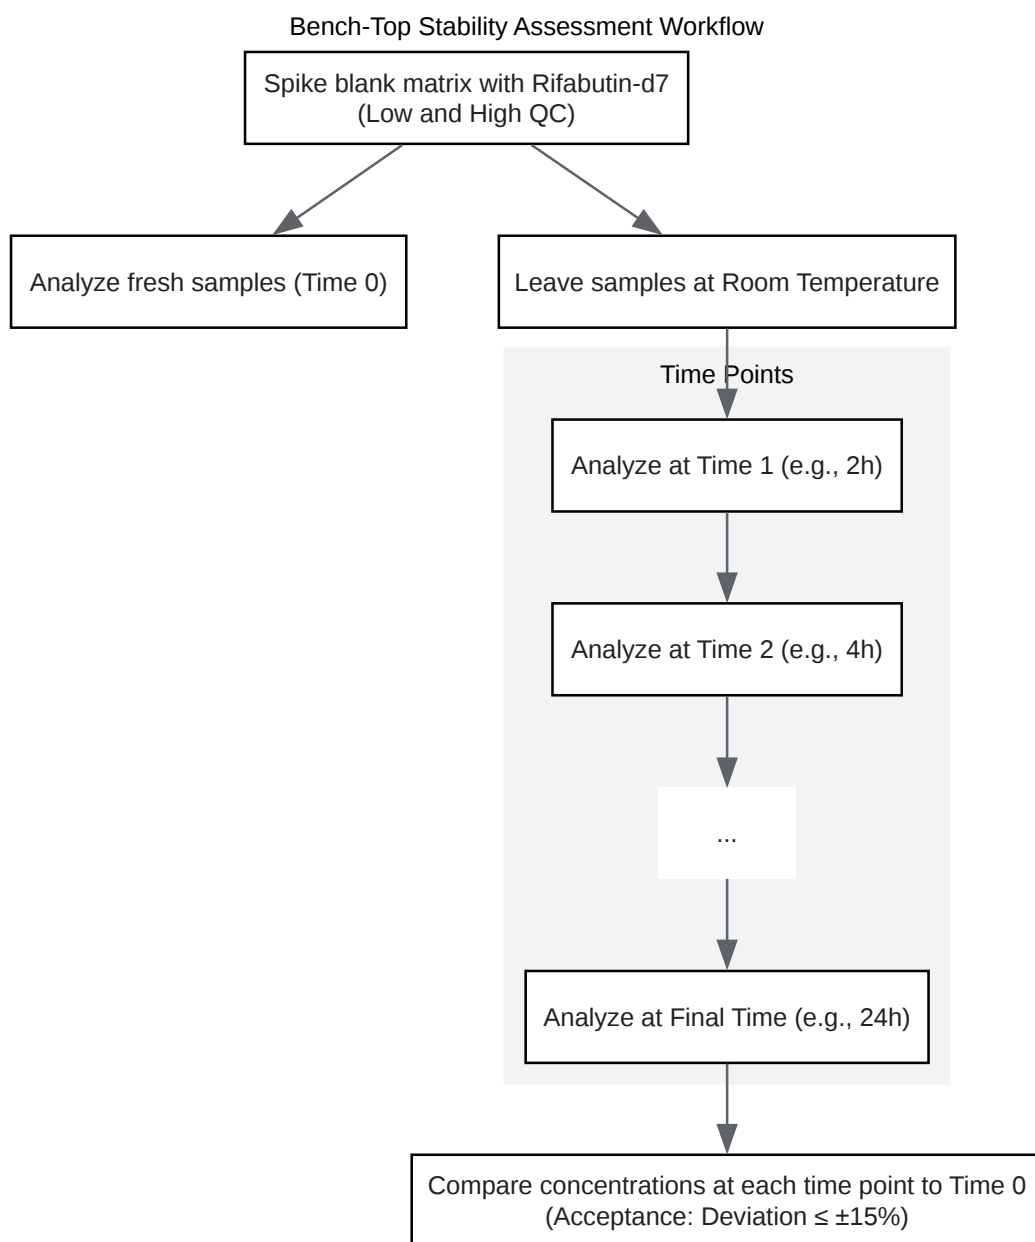 Bench-Top Stability Assessment Workflow
Spike blank matrix with Rifabutin-d7
(Low and High QC)
Analyze fresh samples (Time 0)
Leave samples at Room Temperature
Time Points
Analyze at Time 1 (e.g., 2h)
Analyze at Time 2 (e.g., 4h)
...
Analyze at Final Time (e.g., 24h)
Compare concentrations at each time point to Time 0
(Acceptance: Deviation ≤ ±15%)